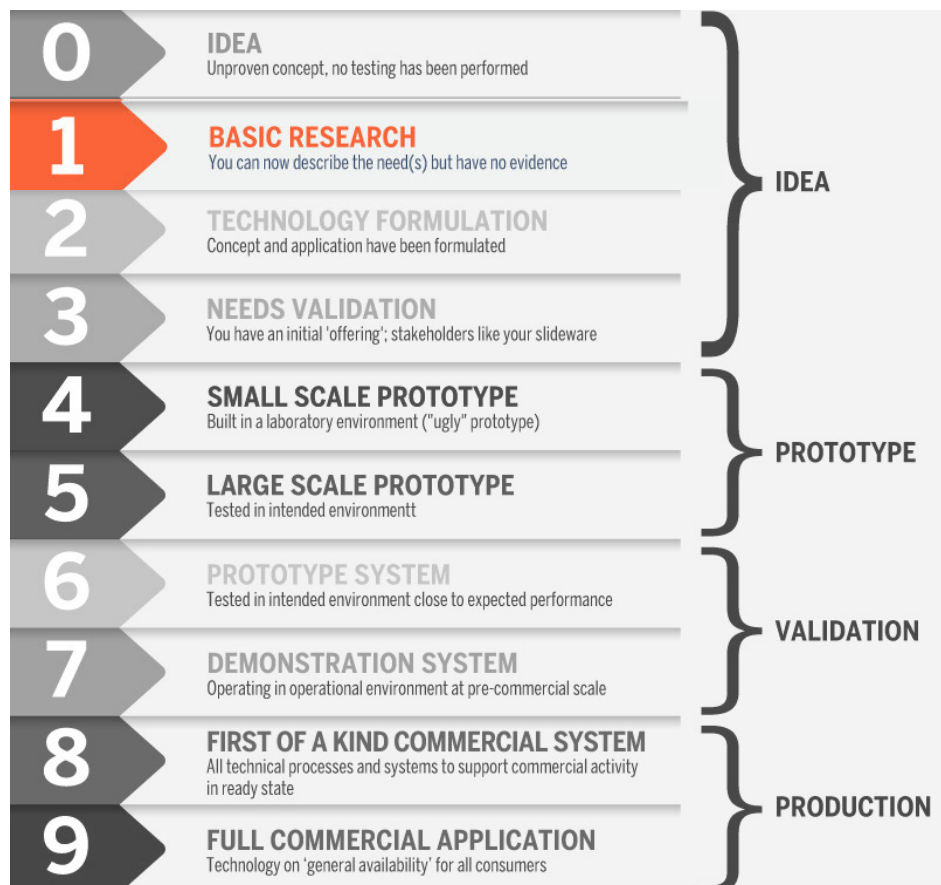 0
IDEA
Unproven concept, no testing has been performed
1
BASIC RESEARCH
You can now describe the need(s) but have no evidence
2
TECHNOLOGY FORMULATION
Concept and application have been formulated
3
NEEDS VALIDATION
You have an initial 'offering'; stakeholders like your slideware
IDEA
4
SMALL SCALE PROTOTYPE
Built in a laboratory environment ("ugly" prototype)
5
LARGE SCALE PROTOTYPE
Tested in intended environmentt
PROTOTYPE
6
PROTOTYPE SYSTEM
Tested in intended environment close to expected performance
7
DEMONSTRATION SYSTEM
Operating in operational environment at pre-commercial scale
VALIDATION
8
FIRST OF A KIND COMMERCIAL SYSTEM
All technical processes and systems to support commercial activity
in ready state
9
FULL COMMERCIAL APPLICATION
Technology on ‘general availability’ for all consumers
PRODUCTION